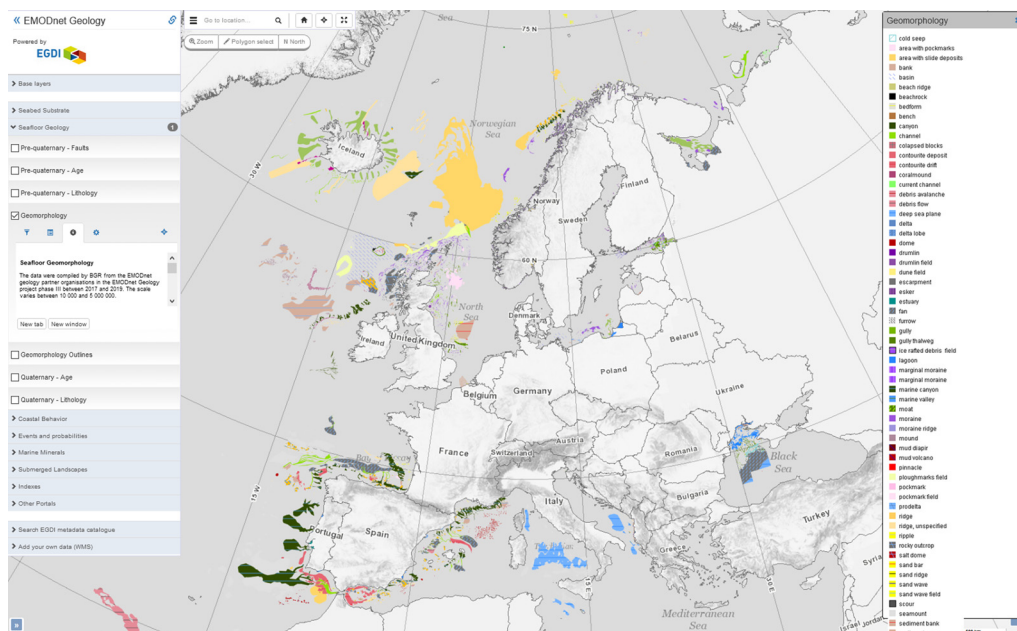 « EMODnet Geology
Powered by
EGDI
> Base layers
> Seabed Substrate
Seafloor Geology 1
Pre-quaternary - Faults
Pre-quaternary - Age
Pre-quaternary - Lithology
Geomorphology
Seafloor Geomorphology
The data were compiled by BGR from the EMODnet
geology partner organisations in the EMODnet Geology
project phase III between 2017 and 2019. The scale
varies between 10 000 and 5 000 000.
New tab New window
Geomorphology Outlines
Quaternary - Age
Quaternary - Lithology
> Coastal Behavior
> Events and probabilities
> Marine Minerals
> Submerged Landscapes
> Indexes
> Other Portals
> Search EGDI metadata catalogue
> Add your own data (WMS)
Go to location...
Zoom Polygon select N North
Sea
75 N
Norwegian
Sea
Iceland
30 W
Finland
Norway
Sweden
60 N
North
Sea
Denmark
Ireland
United Kingdom
Belarus
Poland
Belgium
Germany
Ukraine
France
Austria
Switzerland
Romania
Bay
Black
Sea
15 W
Bulgaria
Italy
Portugal
Spain
Turkey
Greece
Syria
15 E
30 E
Mediterranean
Sea
Israel Jordan
Geomorphology
cold seep
area with pockmarks
area with slide deposits
bank
basin
beach ridge
beachrock
bedform
bench
canyon
channel
colapsed blocks
contourite deposit
contourite drift
coralmound
current channel
debris avalanche
debris flow
deep sea plane
delta
delta lobe
dome
drumlin
drumlin field
dune field
escarpment
esker
estuary
fan
furrow
gully
gully thalweg
ice rafted debris field
lagoon
marginal moraine
marginal moraine
marine canyon
marine valley
moat
moraine
moraine ridge
mound
mud diapir
mud volcano
pinnacle
ploughmarks field
pockmark
pockmark field
prodelta
ridge
ridge, unspecified
ripple
rocky outcrop
salt dome
sand bar
sand ridge
sand wave
sand wave field
scour
seamount
sediment bank